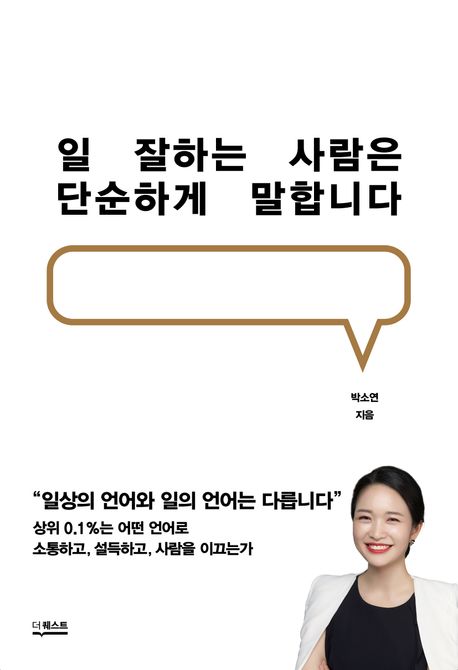 일 잘하는 사람은
단순하게 말합니다
박소연
지음
“일상의 언어와 일의 언어는 다릅니다”
상위 0.1%는 어떤 언어로
소통하고, 설득하고, 사람을 이끄는가
더퀘스트